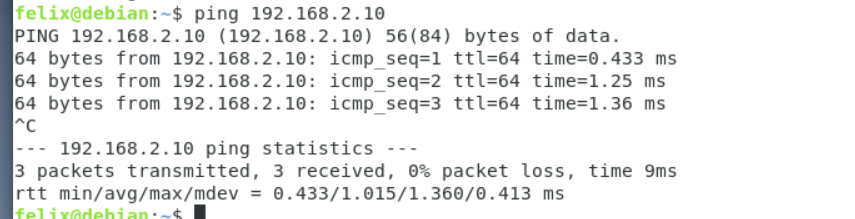 felix@debian:~$ ping 192.168.2.10
PING 192.168.2.10 (192.168.2.10) 56(84) bytes of data.
64 bytes from 192.168.2.10: icmp_seq=1 ttl=64 time=0.433 ms
64 bytes from 192.168.2.10: icmp_seq=2 ttl=64 time=1.25 ms
64 bytes from 192.168.2.10: icmp_seq=3 ttl=64 time=1.36 ms
^C
--- 192.168.2.10 ping statistics ---
3 packets transmitted, 3 received, 0% packet loss, time 9ms
rtt min/avg/max/mdev = 0.433/1.015/1.360/0.413 ms
felix@debian:~$